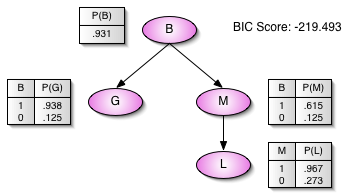 P(B)
.931
B
BIC Score: -219.493
B P(G)
1 .938
0 .125
G
M
B P(M)
1 .615
0 .125
L
M P(L)
1 .967
0 .273